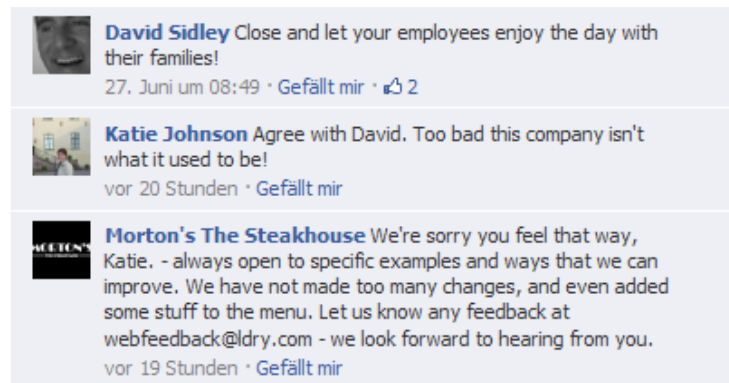 David Sidley Close and let your employees enjoy the day with
their families!
27. Juni um 08:49 · Gefällt mir · 2
Katie Johnson Agree with David. Too bad this company isn't
what it used to be!
vor 20 Stunden · Gefällt mir
MORTON'S
Morton's The Steakhouse We're sorry you feel that way,
Katie. - always open to specific examples and ways that we can
improve. We have not made too many changes, and even added
some stuff to the menu. Let us know any feedback at
webfeedback@ldry.com - we look forward to hearing from you.
vor 19 Stunden · Gefällt mir